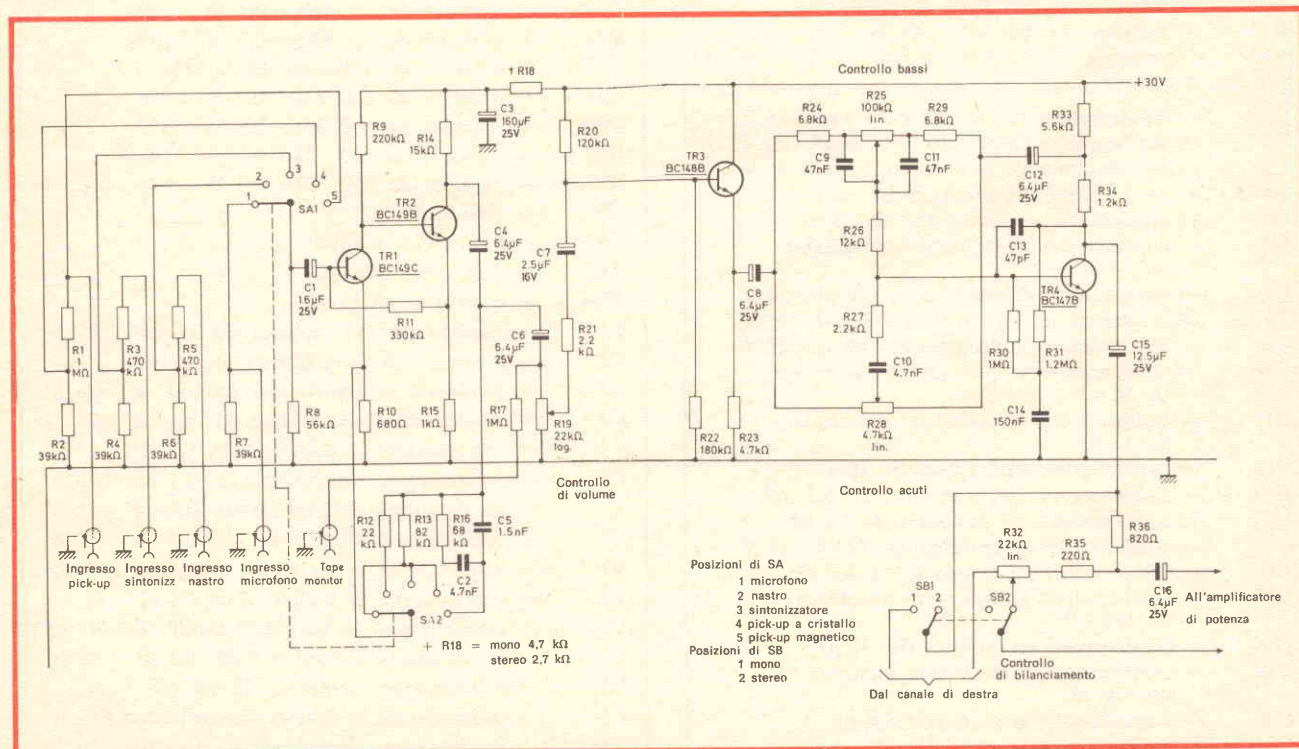 Controllo bassi
+30V
† R18
C3
160µF
25V
R9
220kΩ
R14
15kΩ
R20
120kΩ
R24
6.8kΩ
R25
100kΩ
lin.
R29
6.8kΩ
R33
5.6kΩ
C9
47nF
C11
47nF
C12
6.4µF
25V
R34
1.2kΩ
TR3
BC148B
1
2
3
4
5
SA1
TR2
BC149B
TR1
BC149C
C1
1.6µF
25V
C4
6.4µF
25V
C7
2.5µF
16V
R26
12kΩ
C13
47pF
TR4
BC147B
C8
6.4µF
25V
R27
2.2kΩ
R11
330kΩ
C6
6.4µF
25V
R21
2.2
kΩ
C10
4.7nF
R30
1MΩ
R31
1.2MΩ
C15
12.5µF
25V
R1
1
MΩ
R3
470
kΩ
R5
470
kΩ
R8
56kΩ
R10
680Ω
R15
1kΩ
R17
1MΩ
R19
22kΩ
log.
R22
180kΩ
R23
4.7kΩ
R28
4.7kΩ
lin.
C14
150nF
R2
39kΩ
R4
39kΩ
R6
39kΩ
R7
39kΩ
Controllo
di volume
Controllo acuti
R12
22
kΩ
R13
82
kΩ
R16
68
kΩ
C5
1.5nF
C2
4.7nF
SA2
Ingresso
pick-up
Ingresso
sintonizz
Ingresso
nastro
Ingresso
microfono
Tape
monitor
+ R18 = mono 4,7 kΩ
stereo 2,7 kΩ
Posizioni di SA
1 microfono
2 nastro
3 sintonizzatore
4 pick-up a cristallo
5 pick-up magnetico
Posizioni di SB
1 mono
2 stereo
R32
22kΩ
lin.
R35
220Ω
R36
820Ω
SB1
1
2
SB2
C16
6.4µF
25V
All'amplificatore
di potenza
Controllo
di bilanciamento
Dal canale di destra